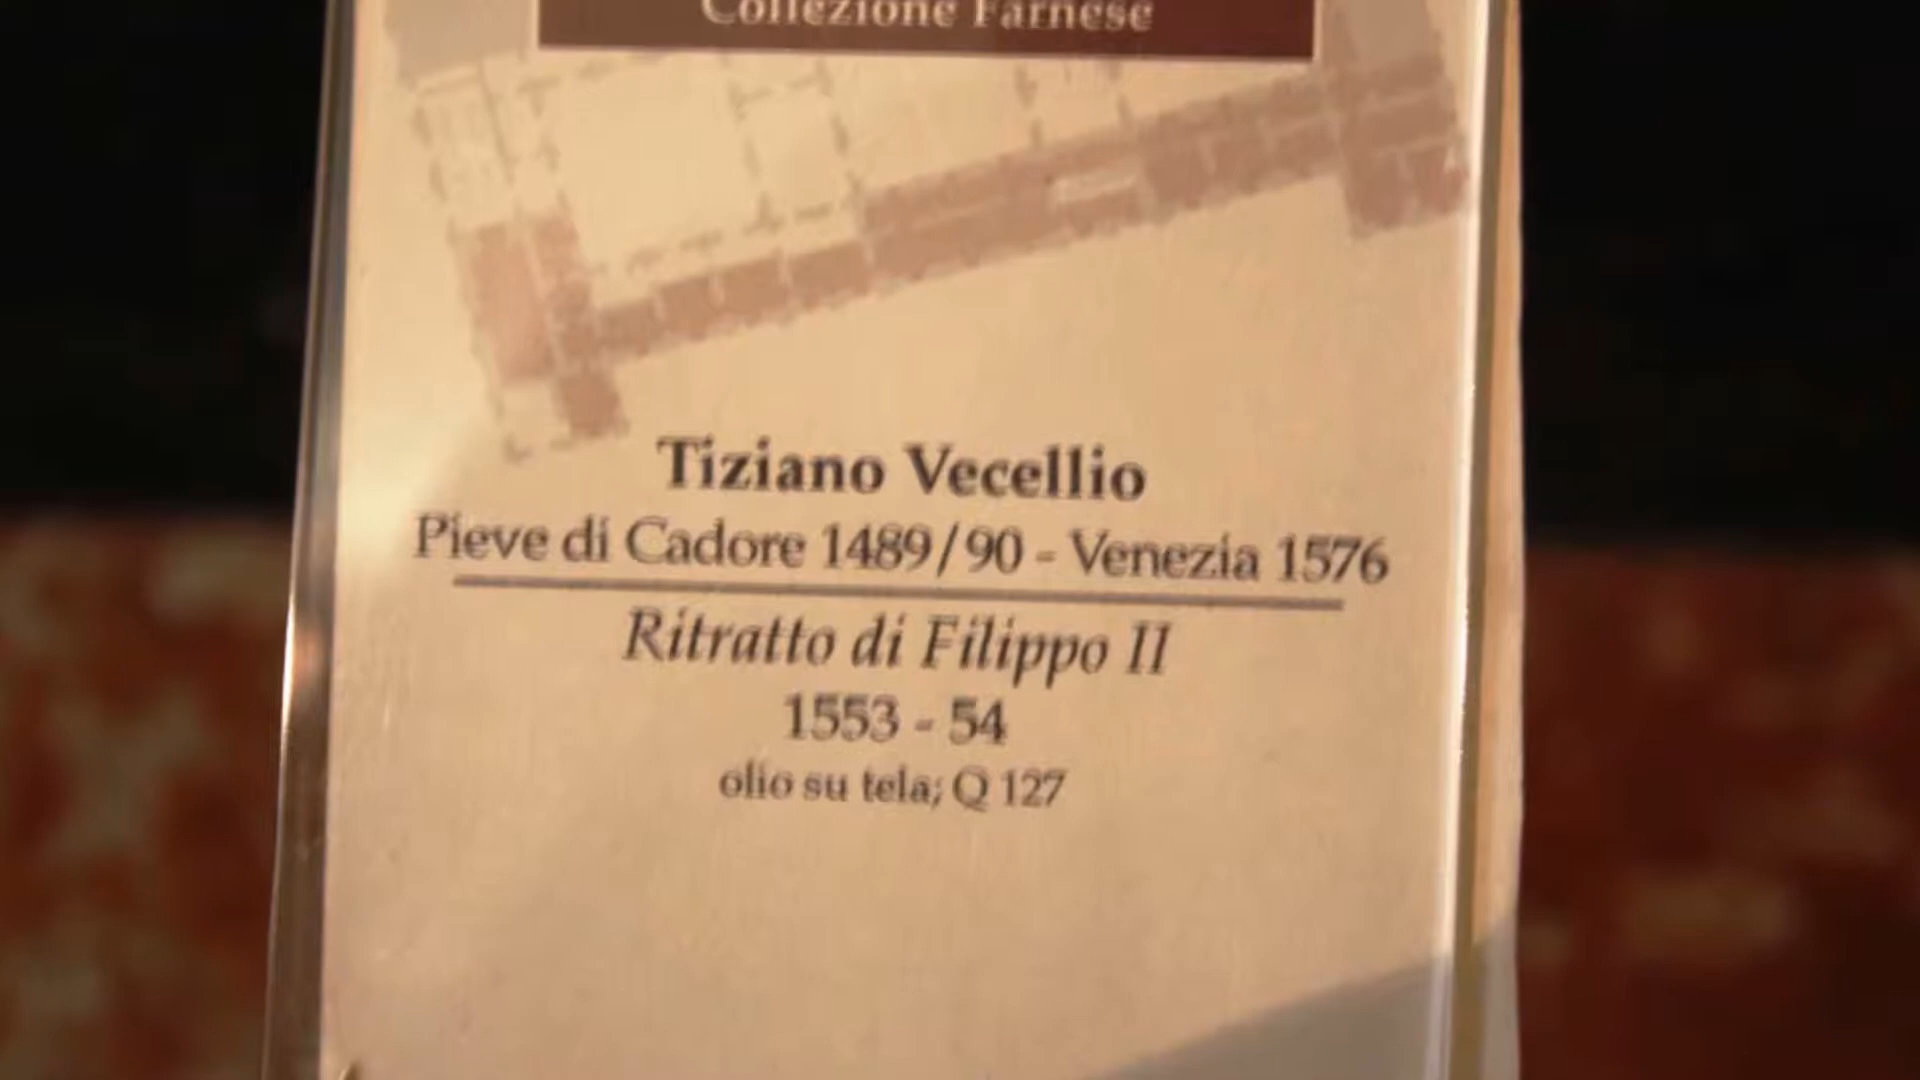 Collezione Farnese
Tiziano Vecellio
Pieve di Cadore 1489/90 - Venezia 1576
Ritratto di Filippo II
1553 - 54
olio su tela; Q 127